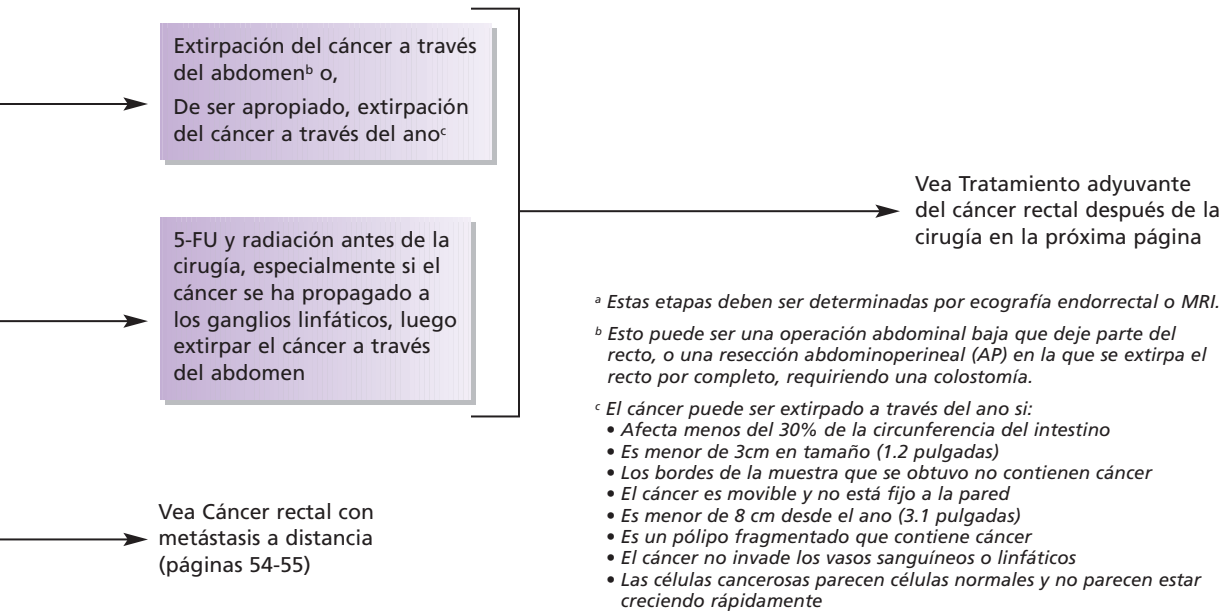 Extirpación del cáncer a través
del abdomenᵇ o,
De ser apropiado, extirpación
del cáncer a través del anoᶜ
5-FU y radiación antes de la
cirugía, especialmente si el
cáncer se ha propagado a
los ganglios linfáticos, luego
extirpar el cáncer a través
del abdomen
Vea Tratamiento adyuvante
del cáncer rectal después de la
cirugía en la próxima página
Vea Cáncer rectal con
metástasis a distancia
(páginas 54-55)
ᵃ Estas etapas deben ser determinadas por ecografía endorrectal o MRI.
ᵇ Esto puede ser una operación abdominal baja que deje parte del
recto, o una resección abdominoperineal (AP) en la que se extirpa el
recto por completo, requiriendo una colostomía.
ᶜ El cáncer puede ser extirpado a través del ano si:
• Afecta menos del 30% de la circunferencia del intestino
• Es menor de 3cm en tamaño (1.2 pulgadas)
• Los bordes de la muestra que se obtuvo no contienen cáncer
• El cáncer es movible y no está fijo a la pared
• Es menor de 8 cm desde el ano (3.1 pulgadas)
• Es un pólipo fragmentado que contiene cáncer
• El cáncer no invade los vasos sanguíneos o linfáticos
• Las células cancerosas parecen células normales y no parecen estar
creciendo rápidamente